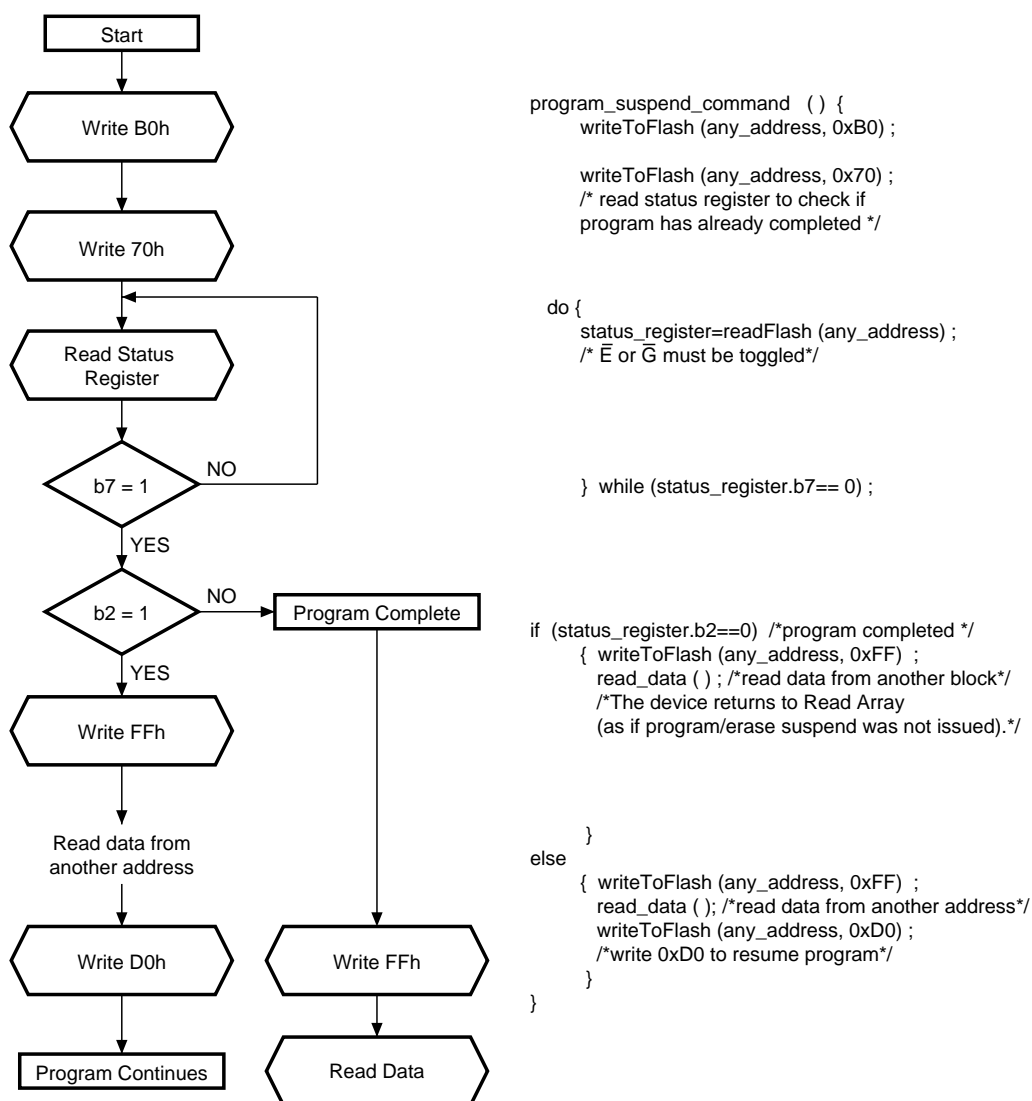 Start
Write B0h
Write 70h
Read Status
Register
b7 = 1
NO
YES
b2 = 1
NO
Program Complete
YES
Write FFh
Read data from
another address
Write D0h
Write FFh
Program Continues
Read Data
program_suspend_command ( ) {
writeToFlash (any_address, 0xB0) ;
writeToFlash (any_address, 0x70) ;
/* read status register to check if
program has already completed */
do {
status_register=readFlash (any_address) ;
/* E̅ or G̅ must be toggled*/
} while (status_register.b7== 0) ;
if (status_register.b2==0) /*program completed */
{ writeToFlash (any_address, 0xFF) ;
read_data ( ) ; /*read data from another block*/
/*The device returns to Read Array
(as if program/erase suspend was not issued).*/
}
else
{ writeToFlash (any_address, 0xFF) ;
read_data ( ); /*read data from another address*/
writeToFlash (any_address, 0xD0) ;
/*write 0xD0 to resume program*/
}
}